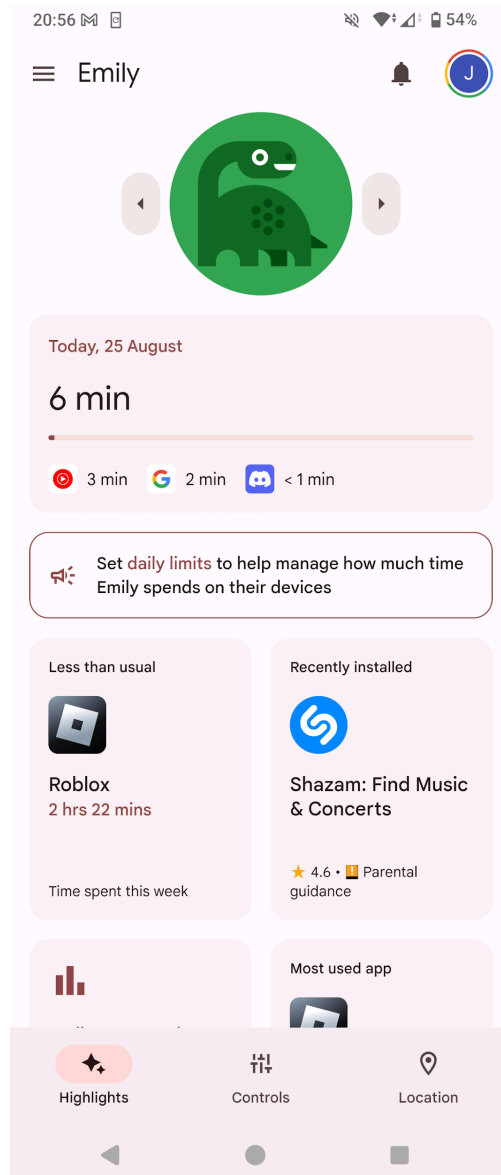 20:56
54%
Emily
J
Today, 25 August
6 min
3 min
2 min
< 1 min
Set daily limits to help manage how much time
Emily spends on their devices
Less than usual
Roblox
2 hrs 22 mins
Time spent this week
Recently installed
Shazam: Find Music
& Concerts
4.6 • Parental
guidance
Most used app
Highlights
Controls
Location